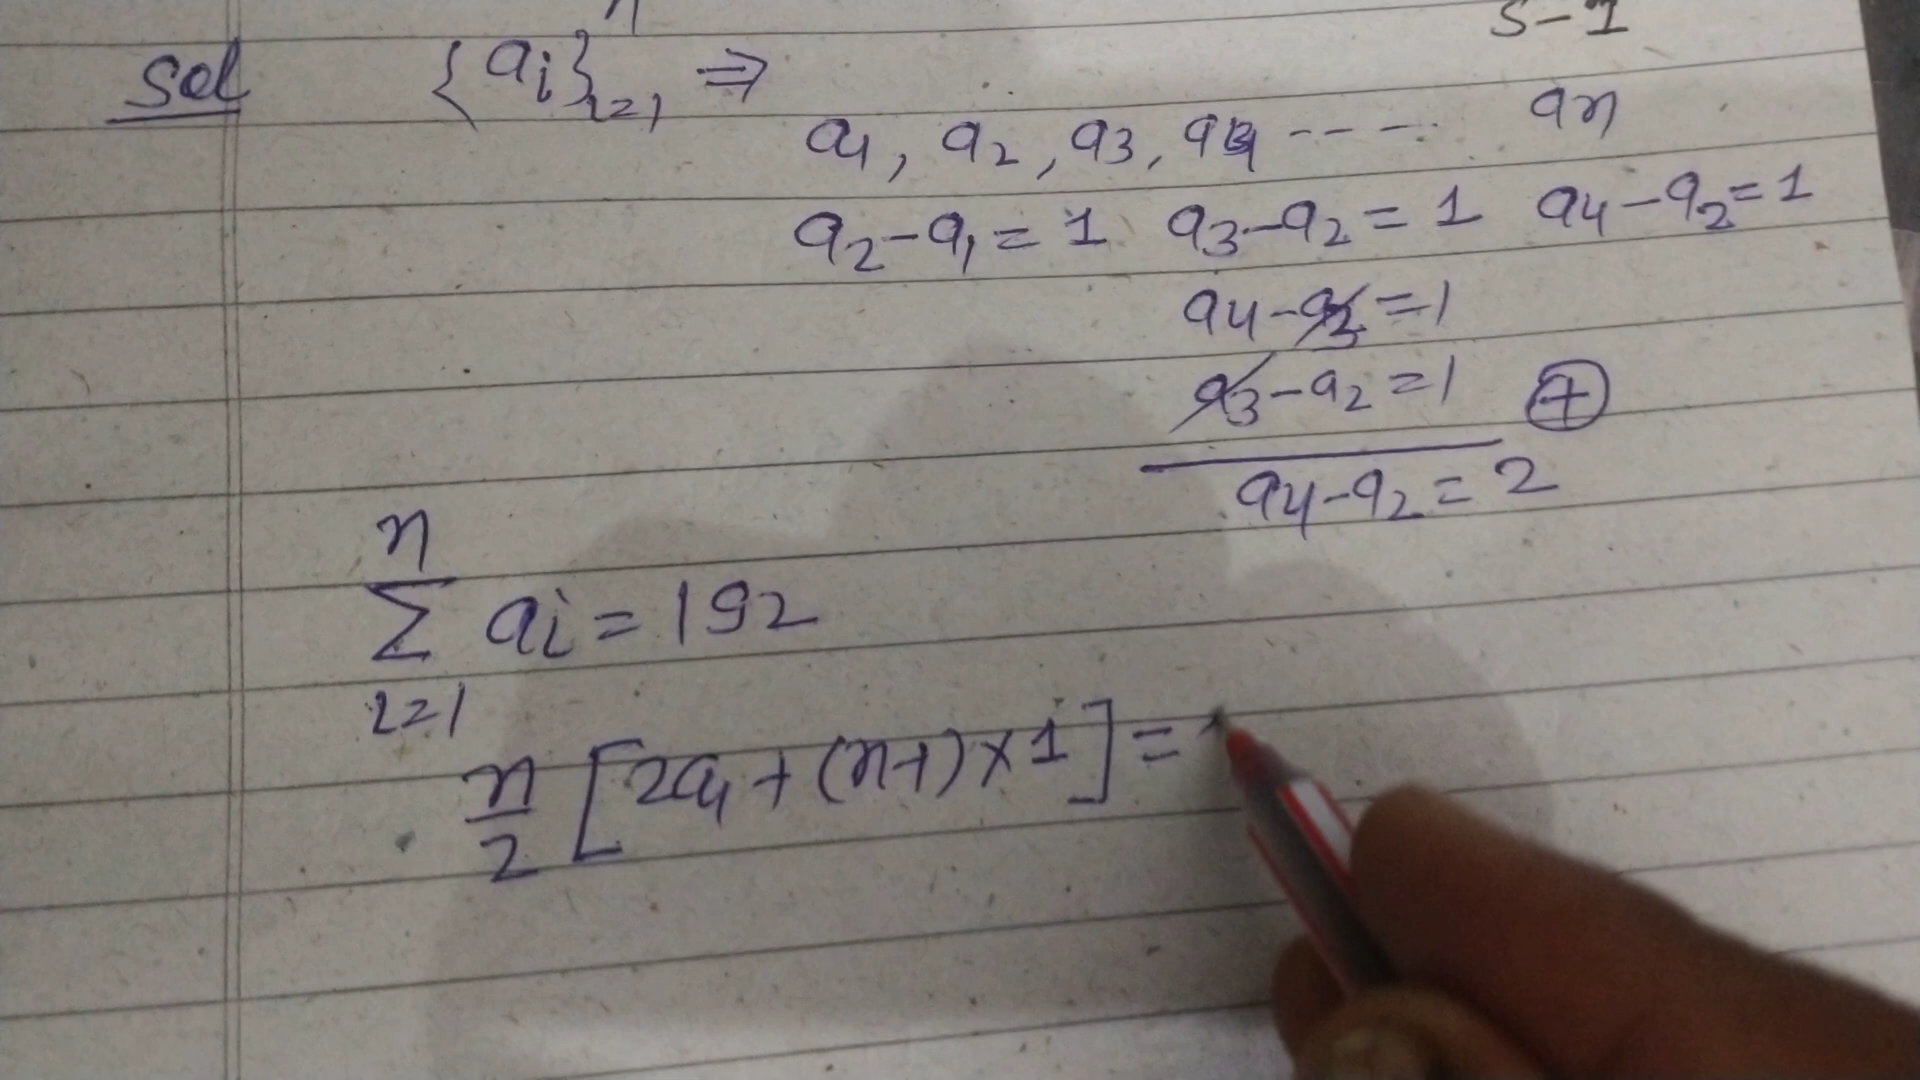 S-1
Sol {ai}i=1 ⇒
a1, a2, a3, a4 ---- an
a2-a1=1 a3-a2=1 a4-a2=1
a4-a3=1
a3-a2=1 ⊕
a4-a2=2
n
Σ ai=192
i=1
n/2 [2a1+(n-1)×1]=